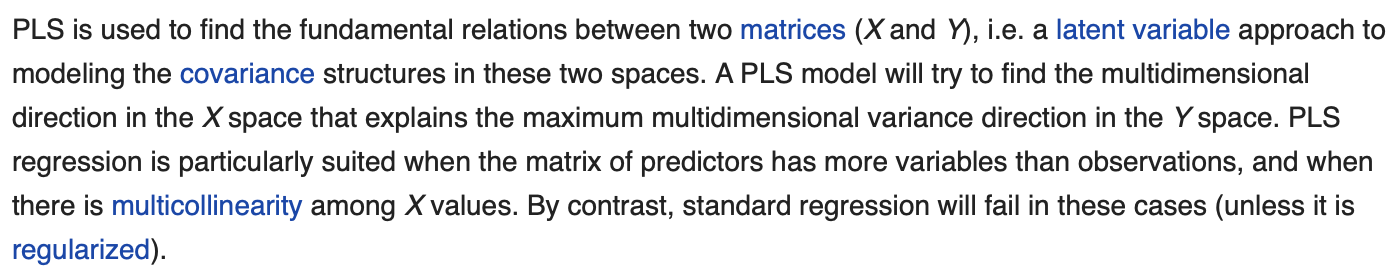 PLS is used to find the fundamental relations between two matrices (X and Y), i.e. a latent variable approach to
modeling the covariance structures in these two spaces. A PLS model will try to find the multidimensional
direction in the X space that explains the maximum multidimensional variance direction in the Y space. PLS
regression is particularly suited when the matrix of predictors has more variables than observations, and when
there is multicollinearity among X values. By contrast, standard regression will fail in these cases (unless it is
regularized).